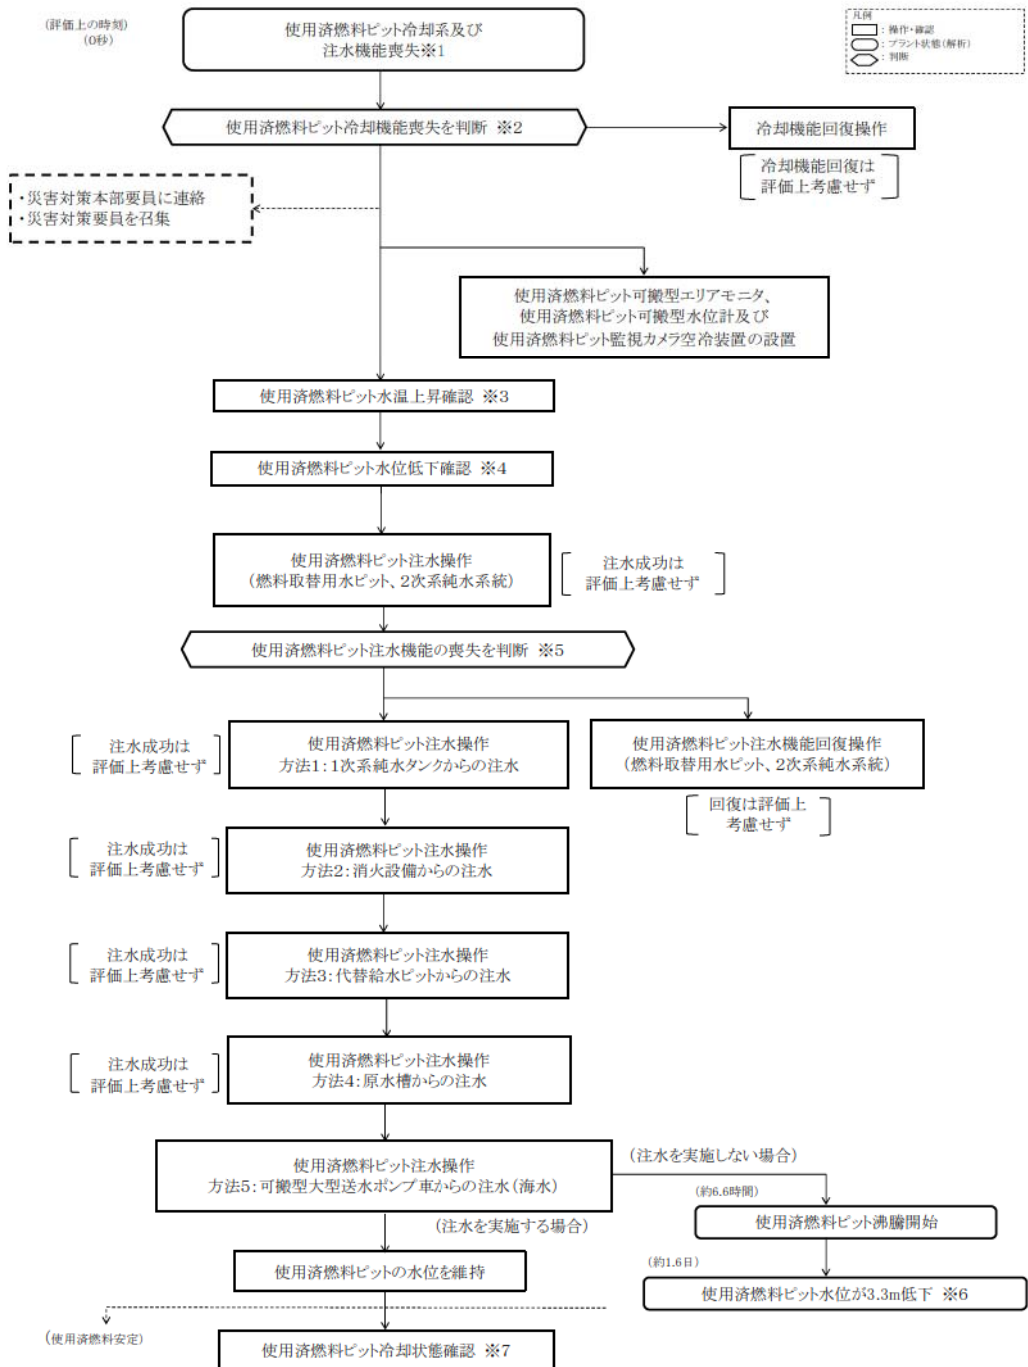 (評価上の時刻)
(0秒)
使用済燃料ピット冷却系及び
注水機能喪失※1
凡例
: 操作・確認
: プラント状態(解析)
: 判断
使用済燃料ピット冷却機能喪失を判断 ※2
冷却機能回復操作
冷却機能回復は
評価上考慮せず
・災害対策本部要員に連絡
・災害対策要員を召集
使用済燃料ピット可搬型エリアモニタ、
使用済燃料ピット可搬型水位計及び
使用済燃料ピット監視カメラ空冷装置の設置
使用済燃料ピット水温上昇確認 ※3
使用済燃料ピット水位低下確認 ※4
使用済燃料ピット注水操作
(燃料取替用水ピット、2次系純水系統)
注水成功は
評価上考慮せず
使用済燃料ピット注水機能の喪失を判断 ※5
注水成功は
評価上考慮せず
使用済燃料ピット注水操作
方法1:1次系純水タンクからの注水
使用済燃料ピット注水機能回復操作
(燃料取替用水ピット、2次系純水系統)
回復は評価上
考慮せず
注水成功は
評価上考慮せず
使用済燃料ピット注水操作
方法2:消火設備からの注水
注水成功は
評価上考慮せず
使用済燃料ピット注水操作
方法3:代替給水ピットからの注水
注水成功は
評価上考慮せず
使用済燃料ピット注水操作
方法4:原水槽からの注水
使用済燃料ピット注水操作
方法5:可搬型大型送水ポンプ車からの注水(海水)
(注水を実施しない場合)
(約6.6時間)
使用済燃料ピット沸騰開始
(注水を実施する場合)
(約1.6日)
使用済燃料ピットの水位を維持
使用済燃料ピット水位が3.3m低下 ※6
(使用済燃料安定)
使用済燃料ピット冷却状態確認 ※7